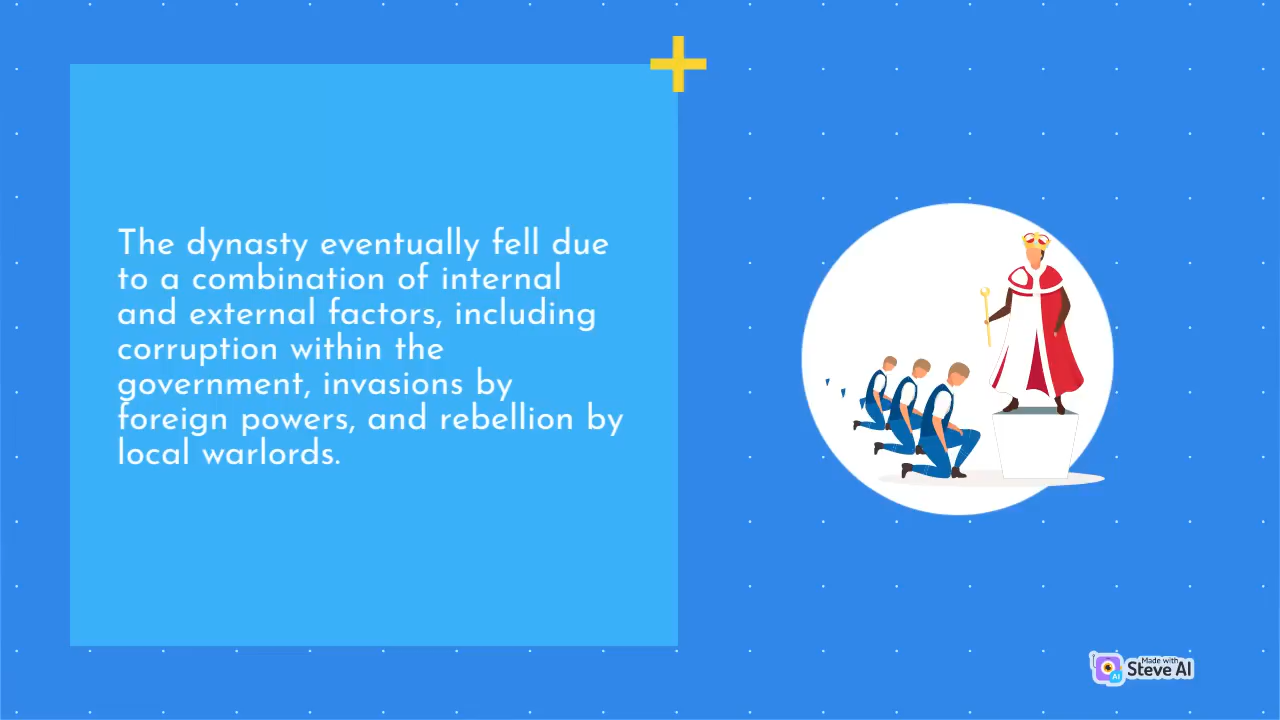 The dynasty eventually fell due
to a combination of internal
and external factors, including
corruption within the
government, invasions by
foreign powers, and rebellion by
local warlords.
Made with
Steve AI
AI